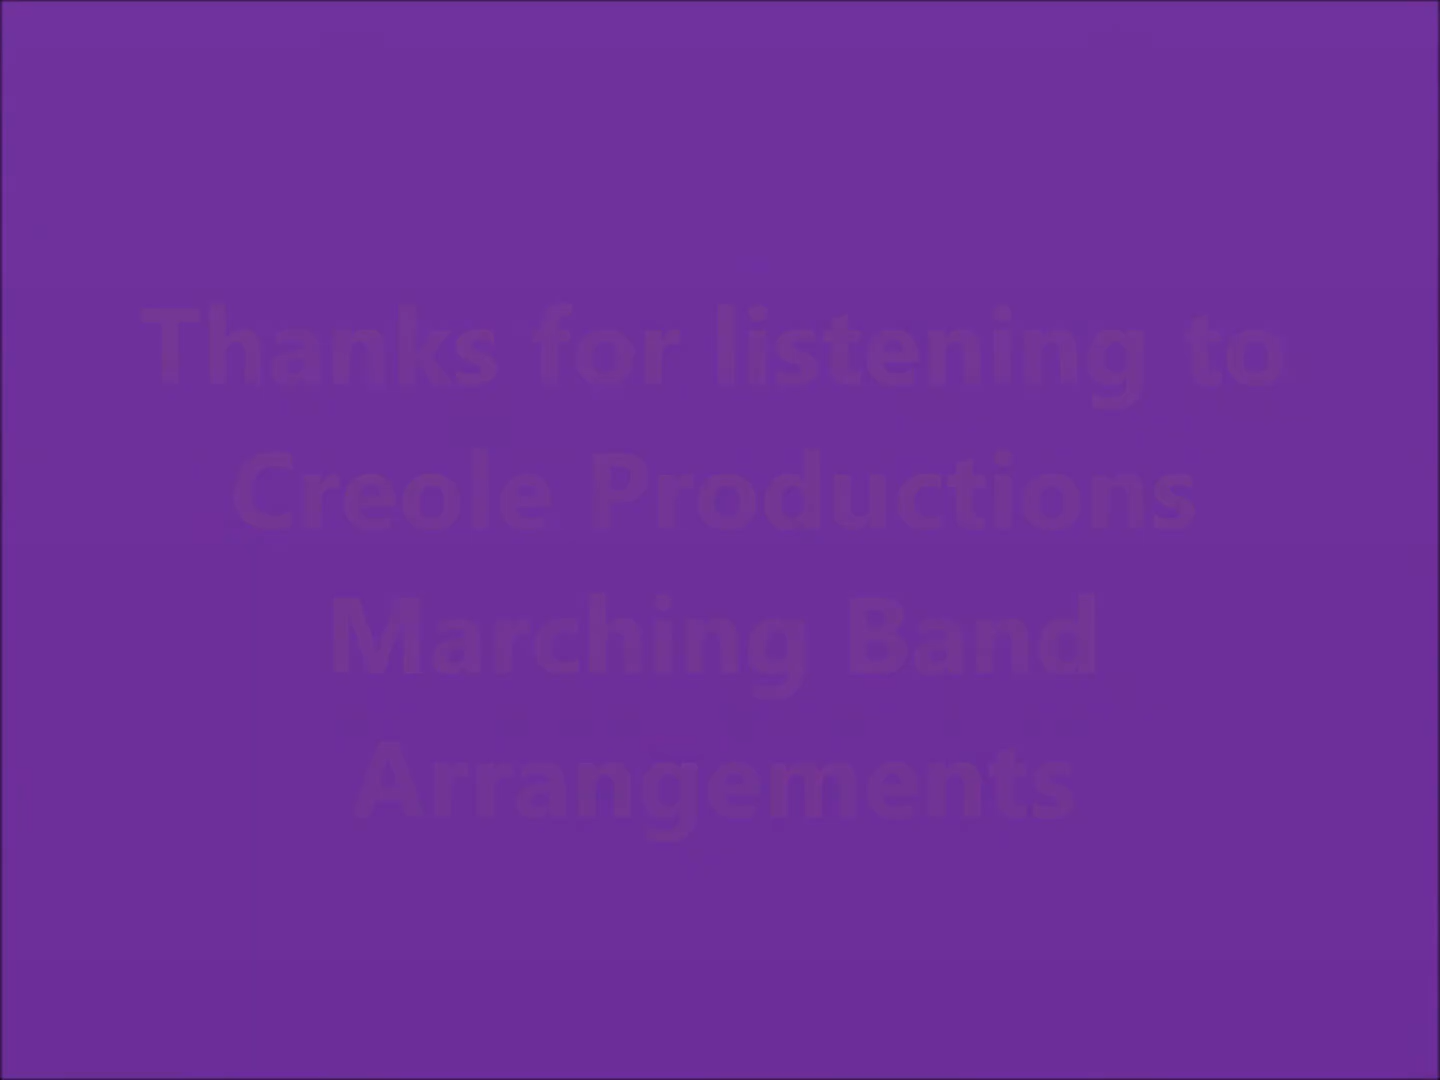 Thanks for listening to
Creole Productions
Marching Band
Arrangements